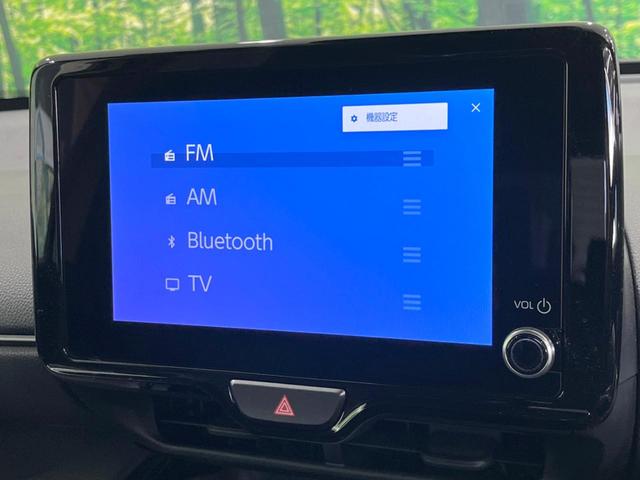 機器設定
FM
AM
Bluetooth
TV
VOL